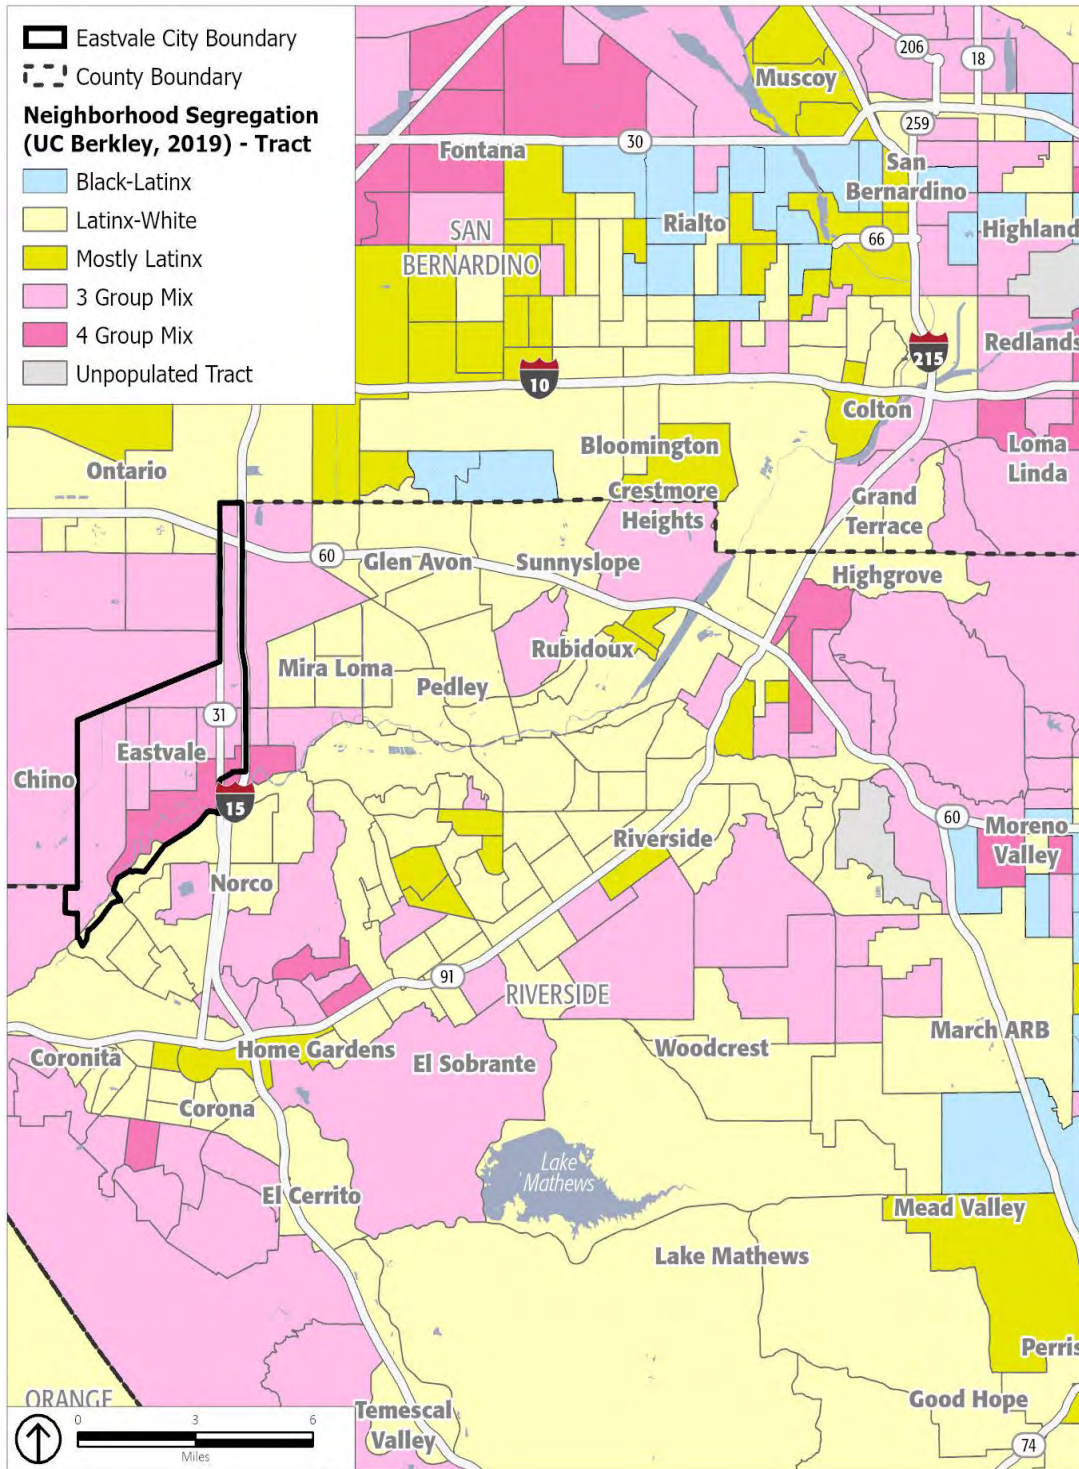 Eastvale City Boundary
County Boundary
Neighborhood Segregation
(UC Berkley, 2019) - Tract
Black-Latinx
Latinx-White
Mostly Latinx
3 Group Mix
4 Group Mix
Unpopulated Tract
206
18
Muscoy
259
30
Fontana
San
Bernardino
Rialto
Highland
SAN
BERNARDINO
66
Redlands
215
10
Colton
Bloomington
Loma
Linda
Ontario
Crestmore
Heights
Grand
Terrace
60
Glen Avon
Sunnyslope
Highgrove
Rubidoux
Mira Loma
Pedley
31
Eastvale
Chino
15
60
Moreno
Valley
Riverside
Norco
91
RIVERSIDE
March ARB
Coronita
Home Gardens
El Sobrante
Woodcrest
Corona
Lake
Mathews
El Cerrito
Mead Valley
Lake Mathews
Perris
ORANGE
Good Hope
Temescal
Valley
74
0 3 6
Miles